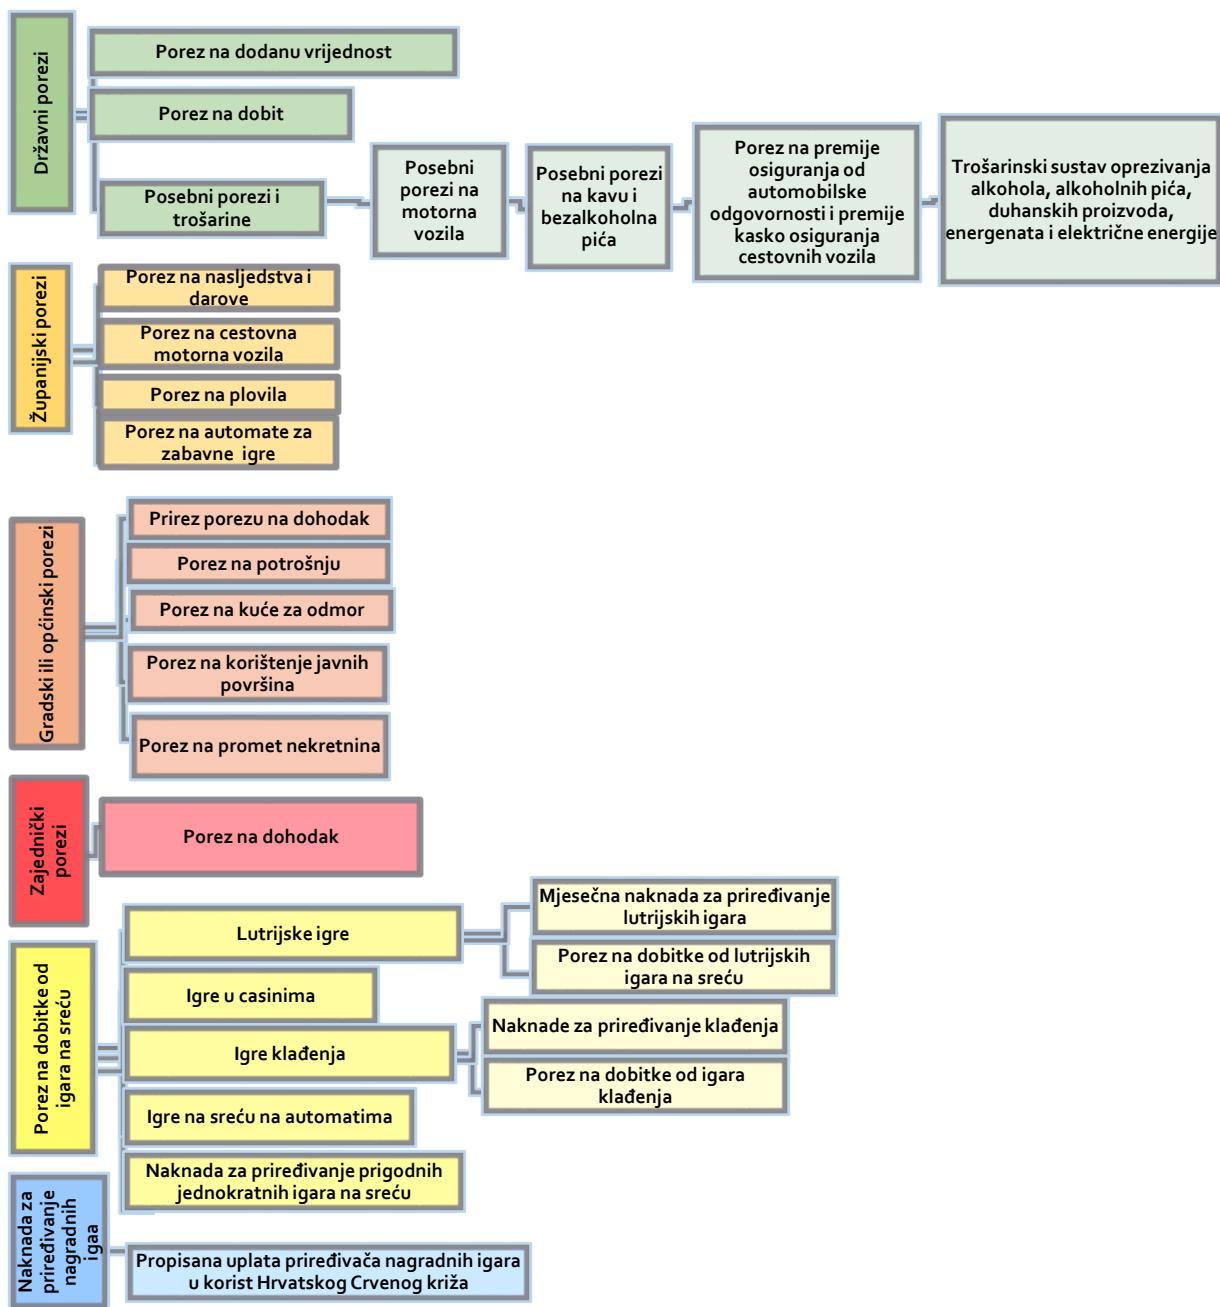 Državni porezi
Porez na dodanu vrijednost
Porez na dobit
Posebni porezi i
trošarine
Posebni
porezi na
motorna
vozila
Posebni porezi
na kavu i
bezalkoholna
pića
Porez na premije
osiguranja od
automobilske
odgovornosti i premije
kasko osiguranja
cestovnih vozila
Trošarinski sustav oprezivanja
alkohola, alkoholnih pića,
duhanskih proizvoda,
energenata i električne energije
Županijski porezi
Porez na nasljedstva i
darove
Porez na cestovna
motorna vozila
Porez na plovila
Porez na automate za
zabavne igre
Gradski ili općinski porezi
Prirez porezu na dohodak
Porez na potrošnju
Porez na kuće za odmor
Porez na korištenje javnih
površina
Porez na promet nekretnina
Zajednički
porezi
Porez na dohodak
Porez na dobitke od
igara na sreću
Lutrijske igre
Mjesečna naknada za priređivanje
lutrijskih igara
Porez na dobitke od lutrijskih
igara na sreću
Igre u casinima
Igre klađenja
Naknade za priređivanje klađenja
Porez na dobitke od igara
klađenja
Igre na sreću na automatima
Naknada za priređivanje prigodnih
jednokratnih igara na sreću
Naknada za
priređivanje
nagradnih
igaa
Propisana uplata priređivača nagradnih igara
u korist Hrvatskog Crvenog križa